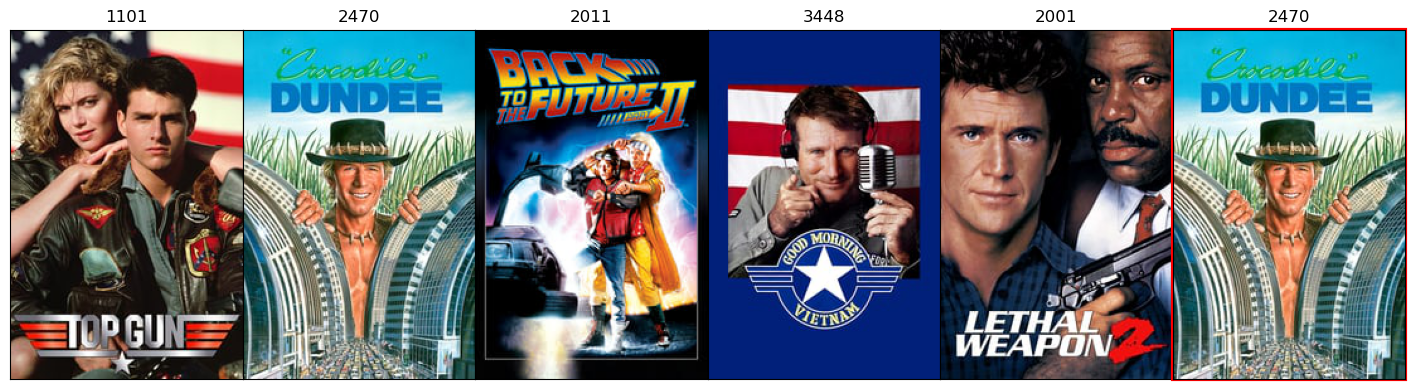 1101
2470
2011
3448
2001
2470
TOP GUN
"Crocodile"
DUNDEE
BACK
TO THE FUTURE
PART II
GOOD MORNING
VIETNAM
LETHAL
WEAPON 2
"Crocodile"
DUNDEE